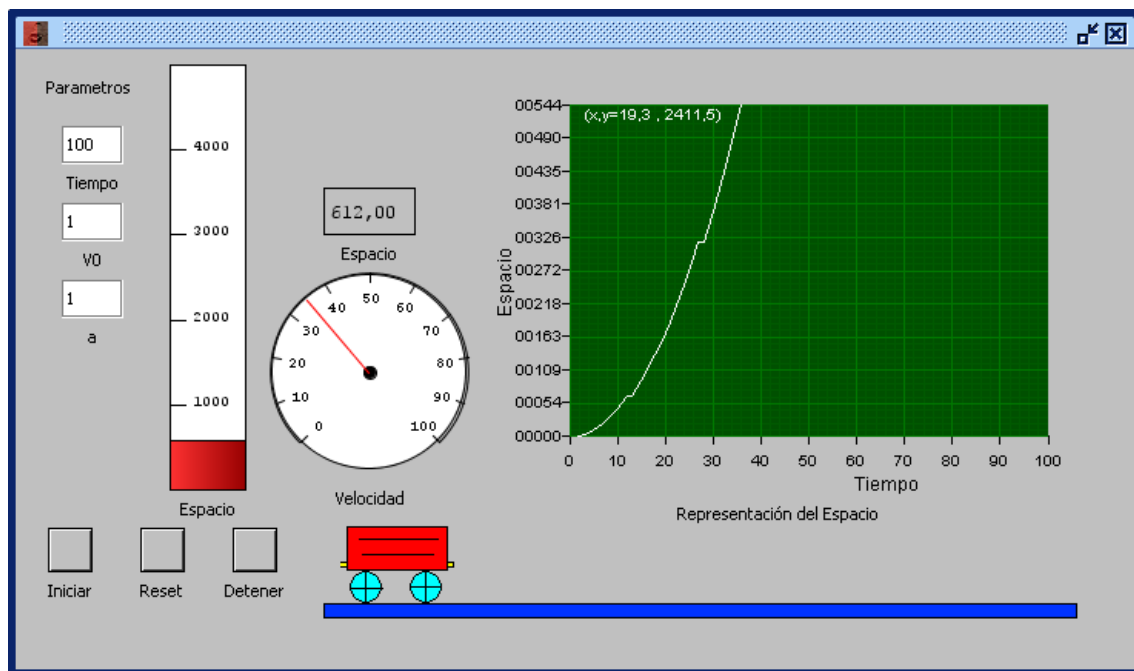 Parametros
100
Tiempo
1
V0
1
a
4000
3000
2000
1000
Espacio
612,00
Espacio
0
10
20
30
40
50
60
70
80
90
100
Velocidad
(x,y=19,3 , 2411,5)
00544
00490
00435
00381
00326
00272
00218
00163
00109
00054
00000
Espacio
0 10 20 30 40 50 60 70 80 90 100
Tiempo
Representación del Espacio
Iniciar Reset Detener